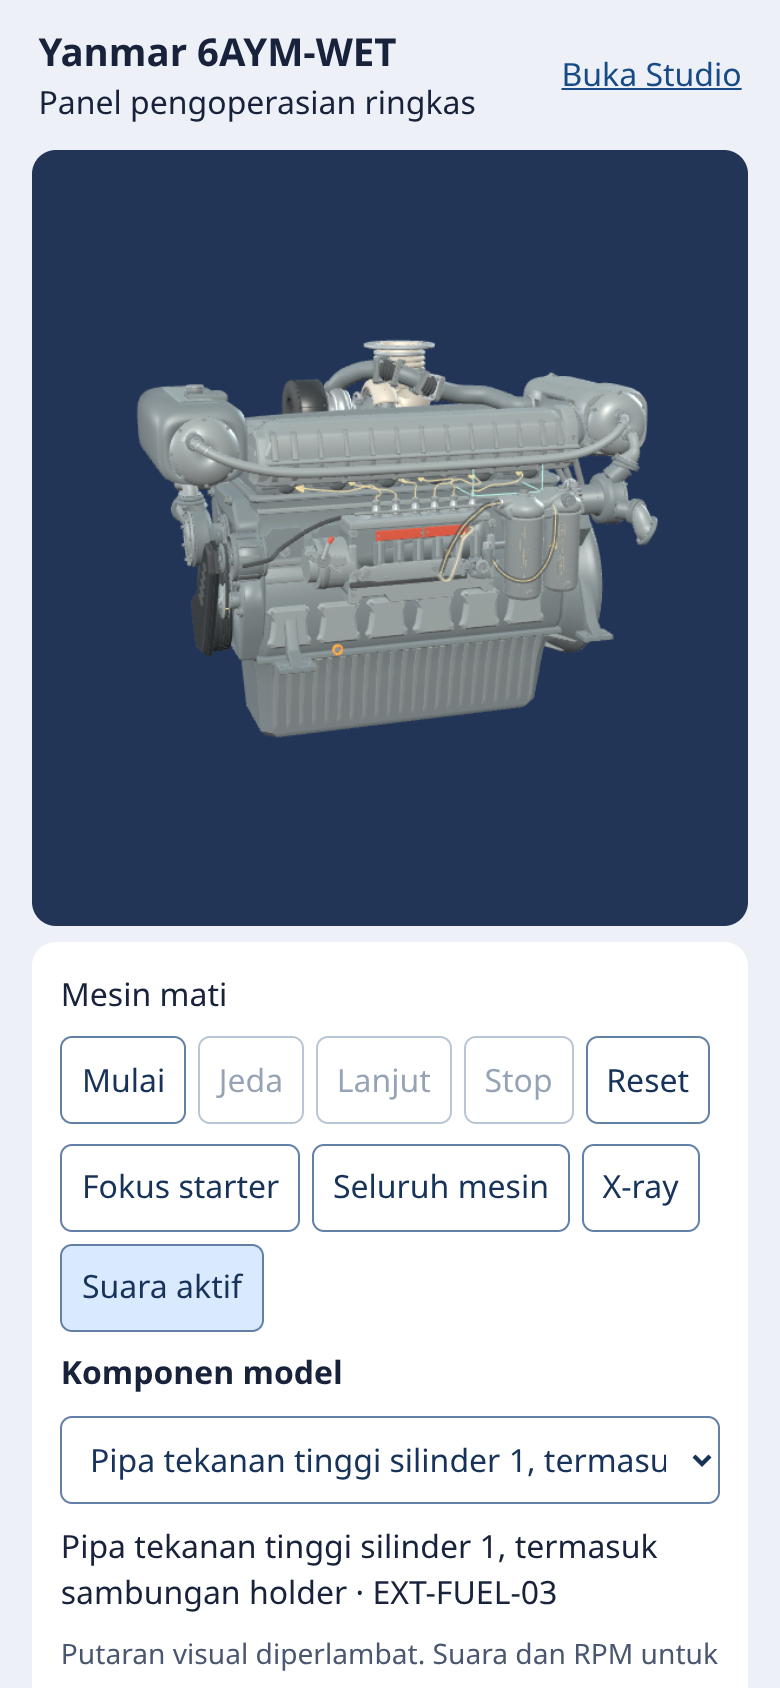 Yanmar 6AYM-WET
Panel pengoperasian ringkas
Buka Studio
Mesin mati
Mulai
Jeda
Lanjut
Stop
Reset
Fokus starter
Seluruh mesin
X-ray
Suara aktif
Komponen model
Pipa tekanan tinggi silinder 1, termasu
Pipa tekanan tinggi silinder 1, termasuk
sambungan holder · EXT-FUEL-03
Putaran visual diperlambat. Suara dan RPM untuk